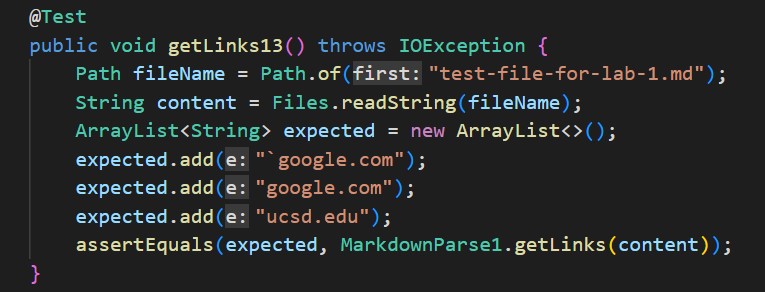 @Test
public void getLinks13() throws IOException {
    Path fileName = Path.of(first: "test-file-for-lab-1.md");
    String content = Files.readString(fileName);
    ArrayList<String> expected = new ArrayList<>();
    expected.add(e: "`google.com");
    expected.add(e: "google.com");
    expected.add(e: "ucsd.edu");
    assertEquals(expected, MarkdownParse1.getLinks(content));
}